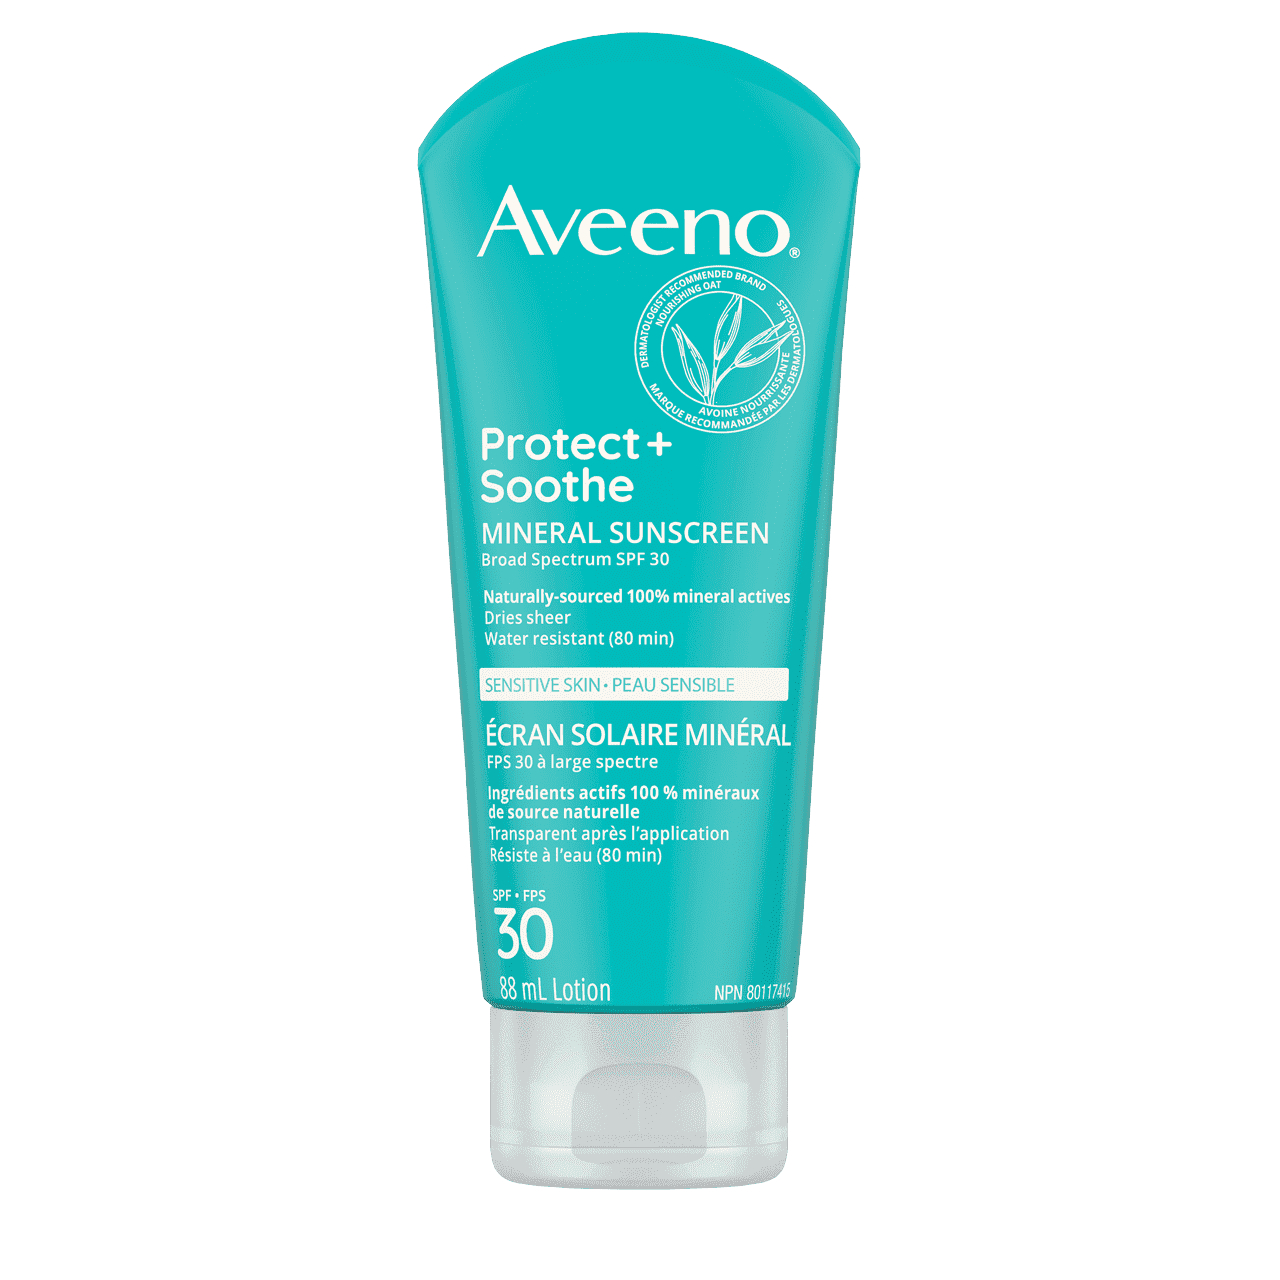 Aveeno®
DERMATOLOGIST RECOMMENDED BRAND
NOURISHING OAT
AVOINE NOURRISSANTE
MARQUE RECOMMANDÉE PAR LES DERMATOLOGUES
Protect +
Soothe
MINERAL SUNSCREEN
Broad Spectrum SPF 30
Naturally-sourced 100% mineral actives
Dries sheer
Water resistant (80 min)
SENSITIVE SKIN • PEAU SENSIBLE
ÉCRAN SOLAIRE MINÉRAL
FPS 30 à large spectre
Ingrédients actifs 100 % minéraux
de source naturelle
Transparent après l'application
Résiste à l'eau (80 min)
SPF • FPS
30
88 mL Lotion
NPN 80117415